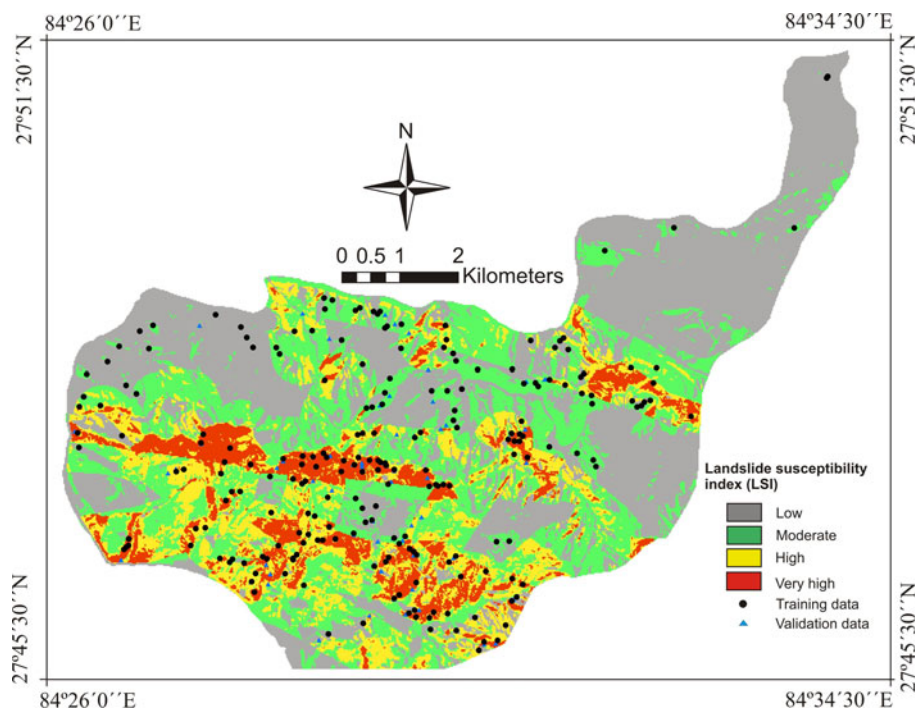 84º26´0´´E
84º34´30´´E
27º51´30´´N
27º51´30´´N
N
0 0.5 1 2
Kilometers
Landslide susceptibility
index (LSI)
Low
Moderate
High
Very high
Training data
Validation data
27º45´30´´N
27º45´30´´N
84º26´0´´E
84º34´30´´E